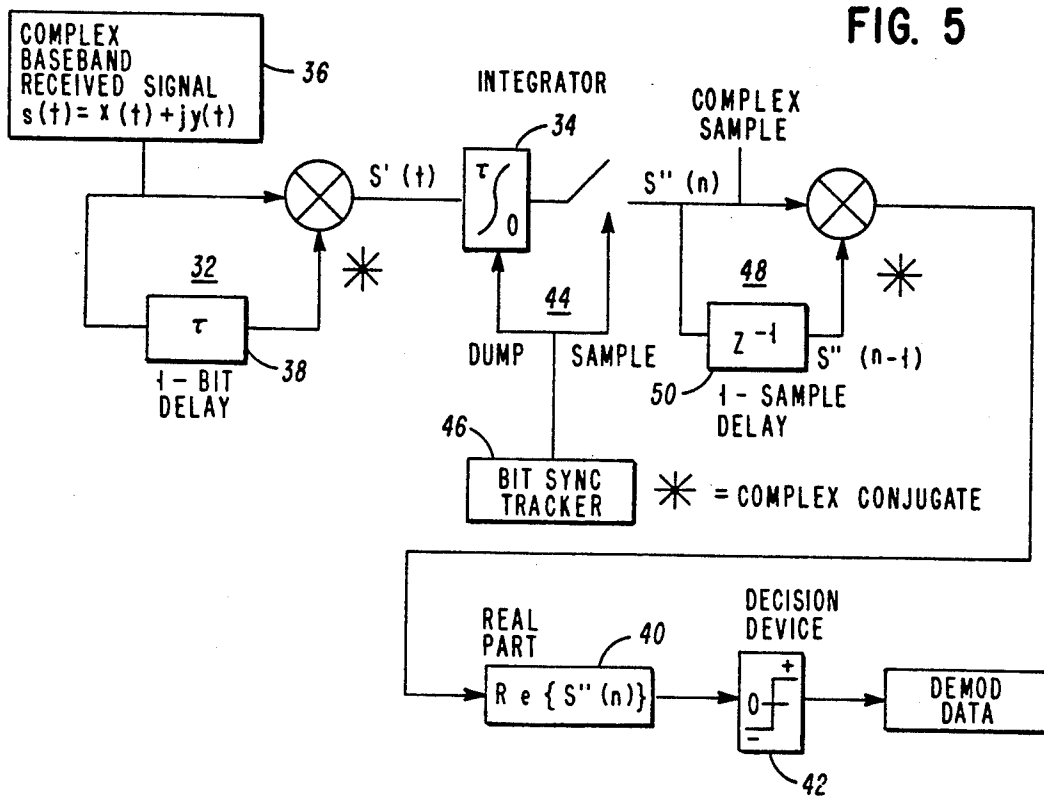 FIG. 5
COMPLEX
BASEBAND
RECEIVED SIGNAL
s(t) = x(t) + jy(t)
36
INTEGRATOR
34
COMPLEX
SAMPLE
τ
∫
0
S' (t)
S'' (n)
32
τ
38
1 - BIT
DELAY
44
DUMP
SAMPLE
48
Z⁻¹
50
S'' (n-1)
1 - SAMPLE
DELAY
46
BIT SYNC
TRACKER
= COMPLEX CONJUGATE
REAL
PART
40
Re{S''(n)}
DECISION
DEVICE
+
0
-
42
DEMOD
DATA